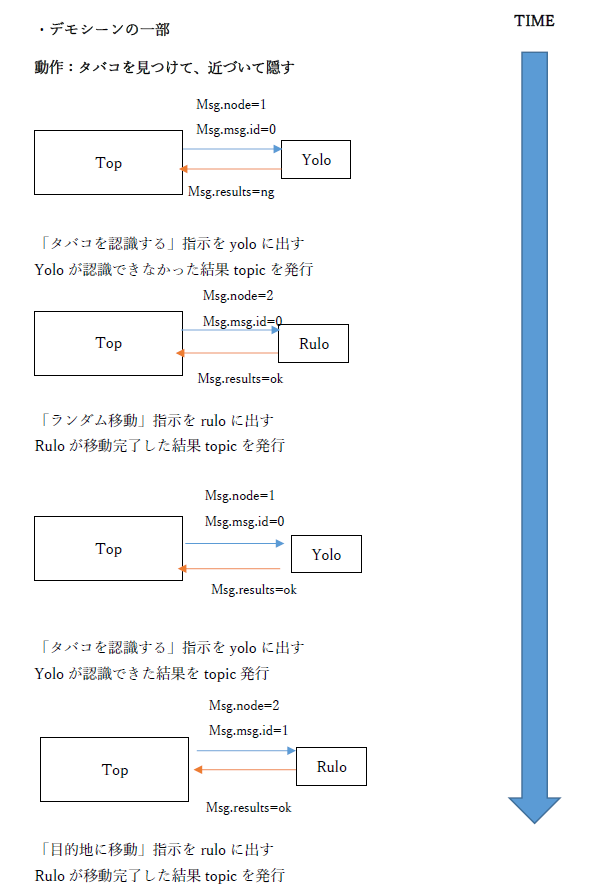 ・デモシーンの一部
TIME
動作：タバコを見つけて、近づいて隠す
Msg.node=1
Msg.msg.id=0
Top
Yolo
Msg.results=ng
「タバコを認識する」指示を yolo に出す
Yolo が認識できなかった結果 topic を発行
Msg.node=2
Msg.msg.id=0
Top
Rulo
Msg.results=ok
「ランダム移動」指示を rulo に出す
Rulo が移動完了した結果 topic を発行
Msg.node=1
Msg.msg.id=0
Top
Yolo
Msg.results=ok
「タバコを認識する」指示を yolo に出す
Yolo が認識できた結果を topic 発行
Msg.node=2
Msg.msg.id=1
Top
Rulo
Msg.results=ok
「目的地に移動」指示を rulo に出す
Rulo が移動完了した結果 topic を発行